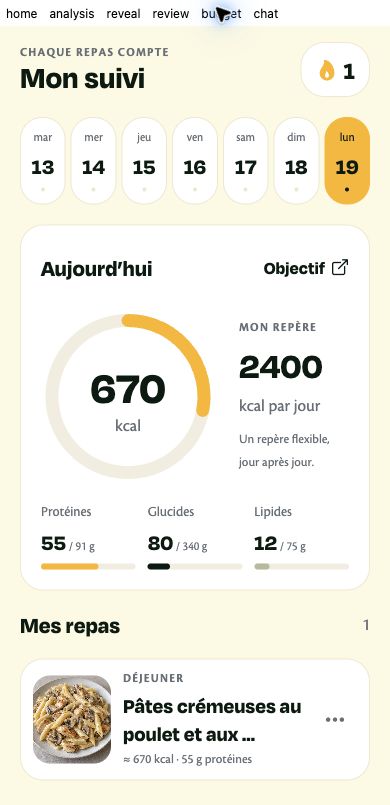 home analysis reveal review budget chat
CHAQUE REPAS COMPTE
Mon suivi
1
mar mer jeu ven sam dim lun
13 14 15 16 17 18 19
Aujourd'hui
Objectif
670
kcal
MON REPÈRE
2400
kcal par jour
Un repère flexible,
jour après jour.
Protéines Glucides Lipides
55 / 91 g 80 / 340 g 12 / 75 g
Mes repas
1
DÉJEUNER
Pâtes crémeuses au
poulet et aux ...
≈ 670 kcal · 55 g protéines